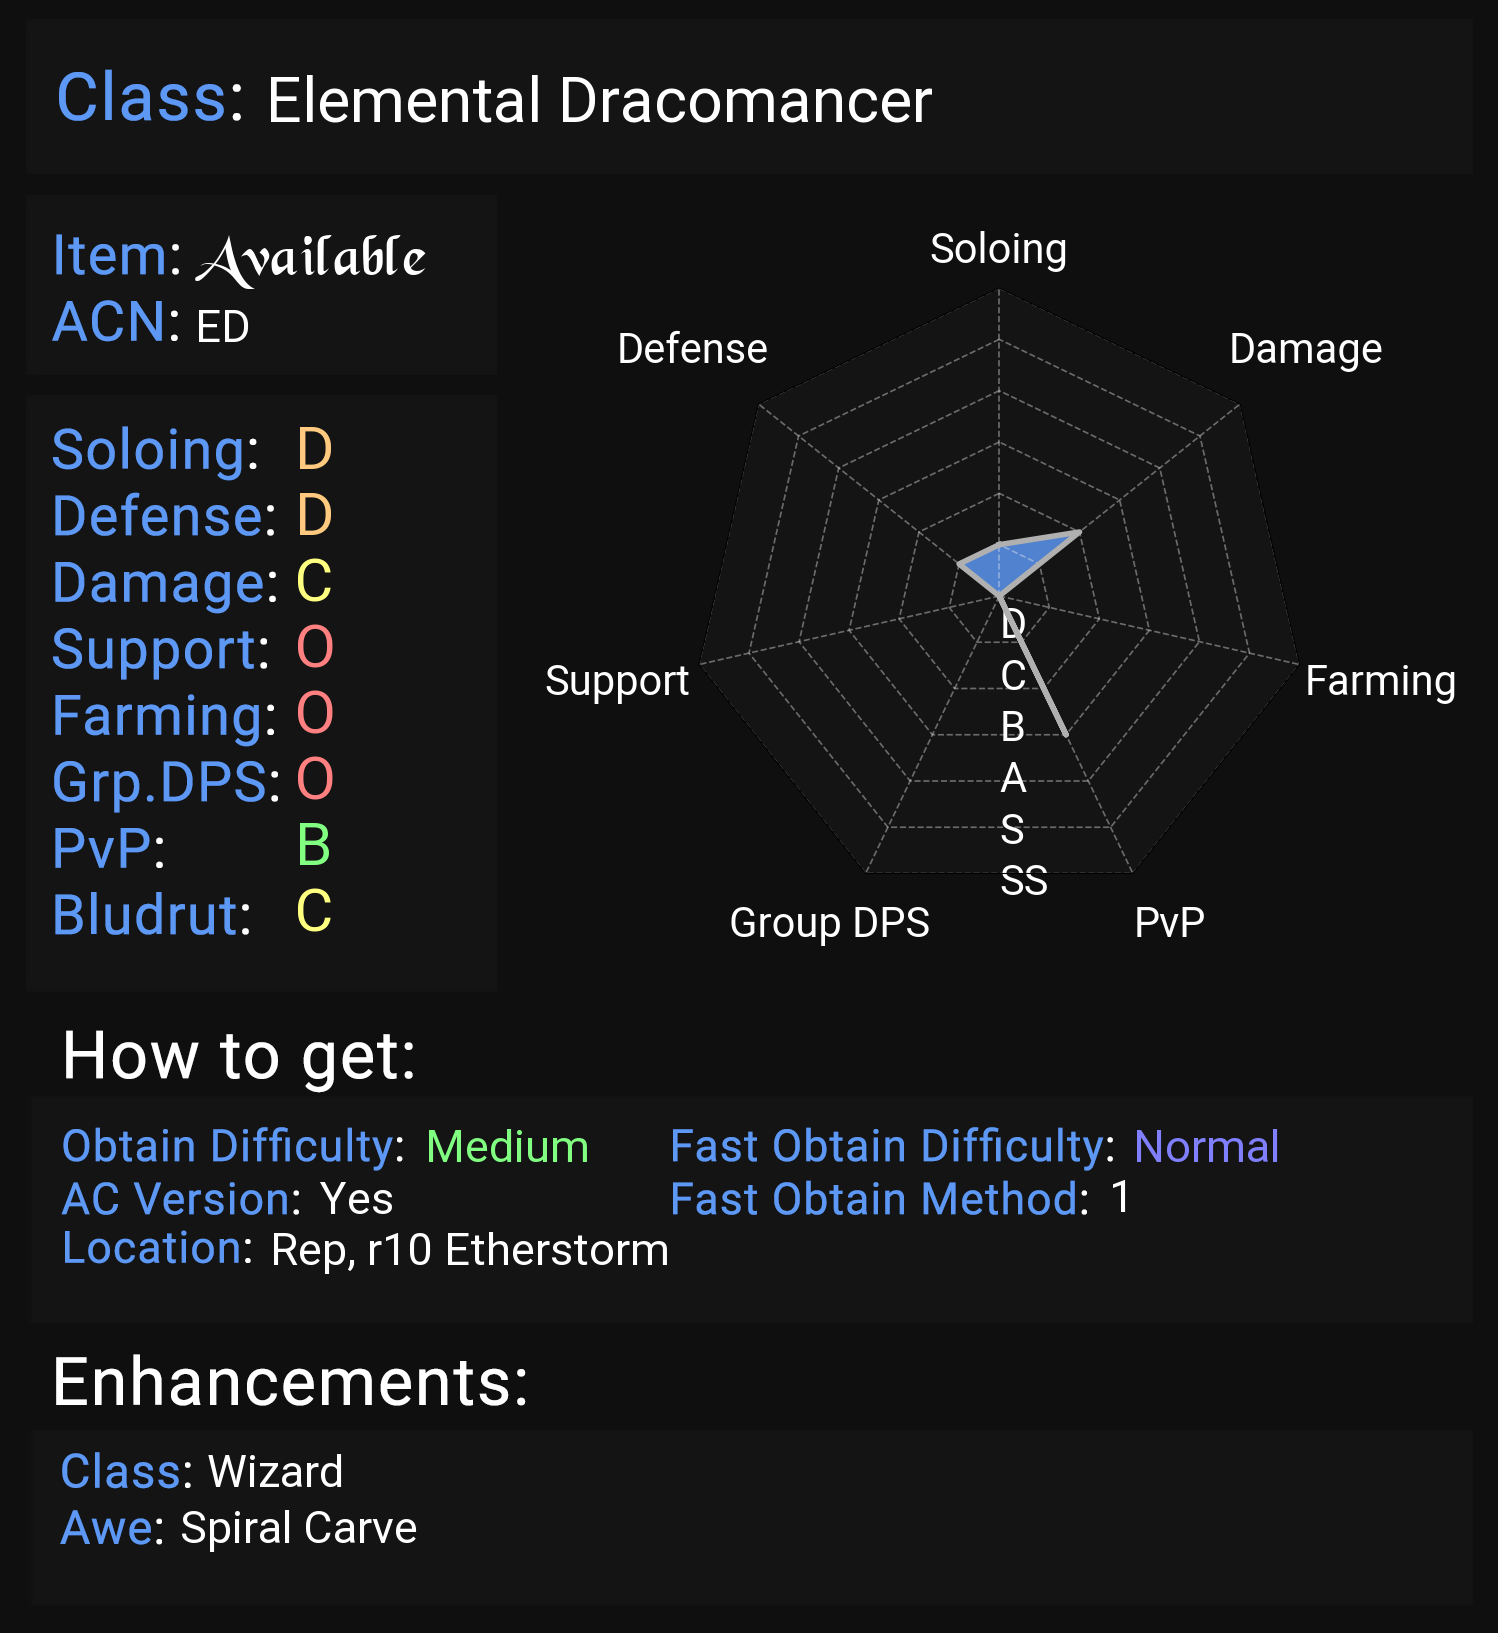 Class: Elemental Dracomancer
Item: Available
ACN: ED
Soloing: D
Defense: D
Damage: C
Support: O
Farming: O
Grp.DPS: O
PvP: B
Bludrut: C
Soloing
Defense
Damage
Support
Farming
Group DPS
PvP
D
C
B
A
S
SS
How to get:
Obtain Difficulty: Medium
Fast Obtain Difficulty: Normal
AC Version: Yes
Fast Obtain Method: 1
Location: Rep, r10 Etherstorm
Enhancements:
Class: Wizard
Awe: Spiral Carve